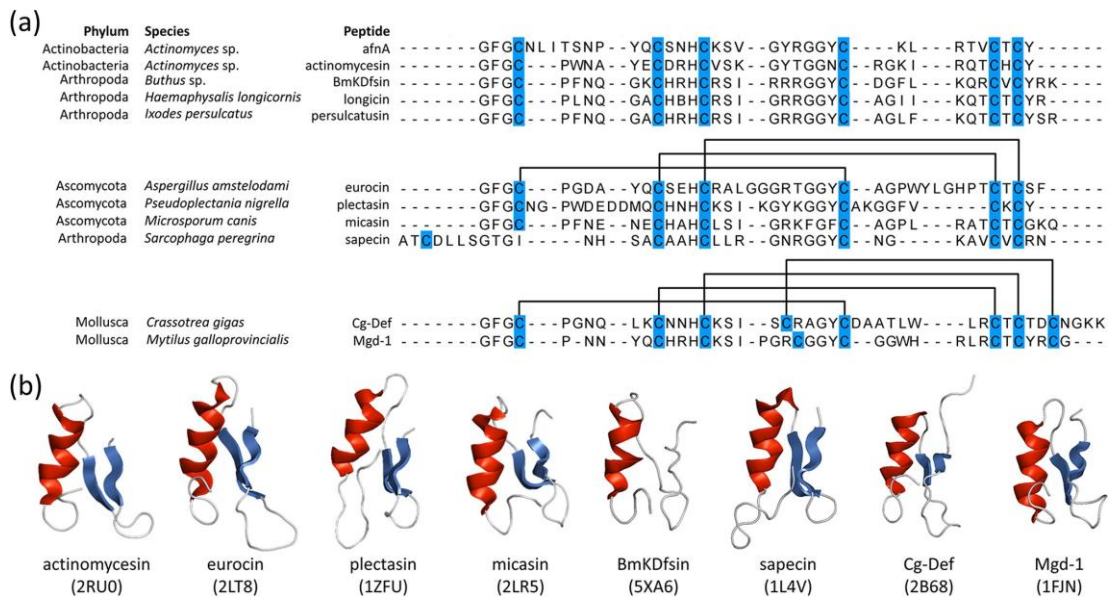 (a)
Phylum Species Peptide
Actinobacteria Actinomyces sp. afnA -------GFGCNLITSNP--YQCSNHCKSV--GYRGGYC----KL---RTVCTCY------
Actinobacteria Actinomyces sp. actinomycesin -------GFGC---PWNA--YECDRHCVSK--GYTGGNC--RGKI---RQTCHCY------
Arthropoda Buthus sp. BmKDfsin -------GFGC---PFNQ--GKCHRHCRSI--RRRGGYC--AGLF---KQRCVCYRK----
Arthropoda Haemaphysalis longicornis longicin -------GFGC---PLNQ--GACHBHCRSI--GRRGGYC--AGII---KQTCTCYR-----
Arthropoda Ixodes persulcatus persulcatusin -------GFGC---PFNQ--GACHRHCRSI--GRRGGYC--AGLF---KQTCTCYSR----
Ascomycota Aspergillus amstelodami eurocin -------GFGC---PGDA--YQCSEHCRALGGGRTGGYC--AGPWYLGHPTCTCSF-----
Ascomycota Pseudoplectania nigrella plectasin -------GFGCNG-PWDEDDMQCHNHCKSIKGYKGGYCAKGGFV------CKCY------
Ascomycota Microsporum canis micasin -------GFGC---PFNE--NECHAHCLSI--GRKFGFC--AGPL---RATCTCGKQ----
Arthropoda Sarcophaga peregrina sapecin ATCDLLSGTGI-----NH--SACAAHCLLR--GNRGGYC--NG-----KAVCVCRN-----
Mollusca Crassotrea gigas Cg-Def -------GFGC---PGNQ--LKCNNHCKSI--SCRAGYCDAATLW----LRCTCTDCNGKK
Mollusca Mytilus galloprovincialis Mgd-1 -------GFGC---P-NN--YQCHRHCKSI-PGRCGGYC--GGWH---RLRCTCYRCG---
(b)
actinomycesin eurocin plectasin micasin BmKDfsin sapecin Cg-Def Mgd-1
(2RU0) (2LT8) (1ZFU) (2LR5) (5XA6) (1L4V) (2B68) (1FJN)